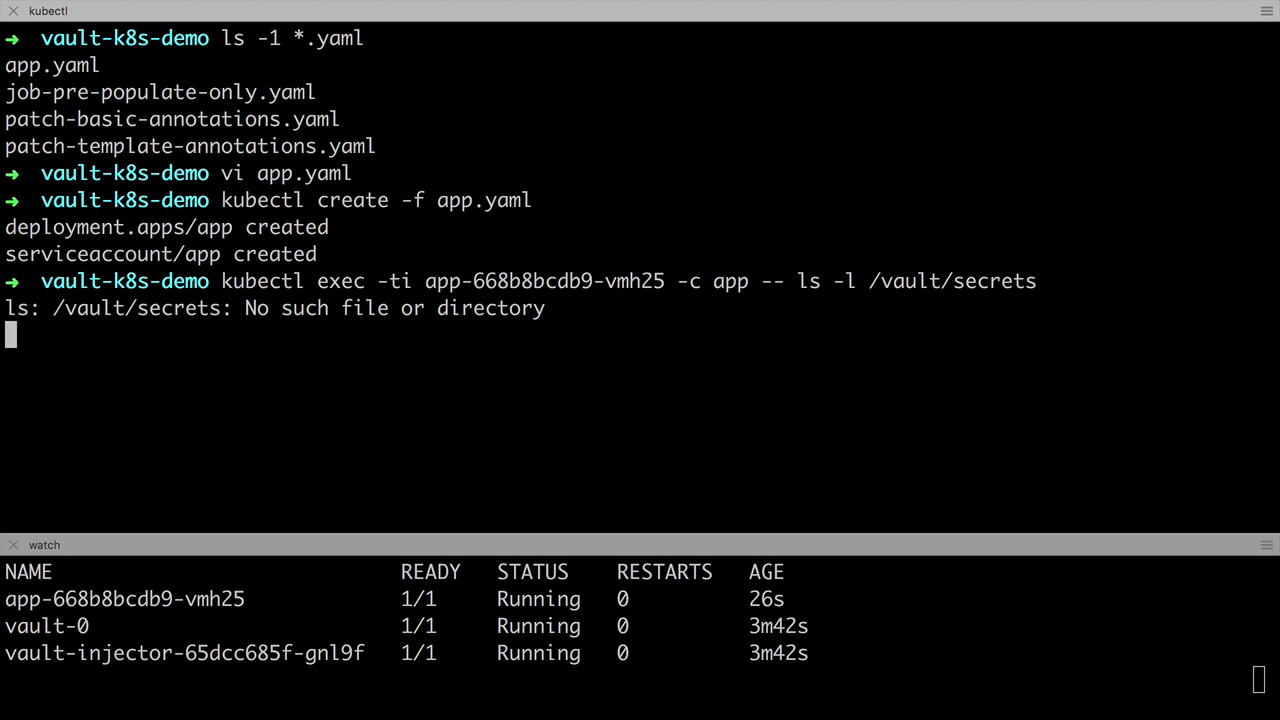 kubectl
➜ vault-k8s-demo ls -1 *.yaml
app.yaml
job-pre-populate-only.yaml
patch-basic-annotations.yaml
patch-template-annotations.yaml
➜ vault-k8s-demo vi app.yaml
➜ vault-k8s-demo kubectl create -f app.yaml
deployment.apps/app created
serviceaccount/app created
➜ vault-k8s-demo kubectl exec -ti app-668b8bcdb9-vmh25 -c app -- ls -l /vault/secrets
ls: /vault/secrets: No such file or directory
watch
NAME READY STATUS RESTARTS AGE
app-668b8bcdb9-vmh25 1/1 Running 0 26s
vault-0 1/1 Running 0 3m42s
vault-injector-65dcc685f-gnl9f 1/1 Running 0 3m42s